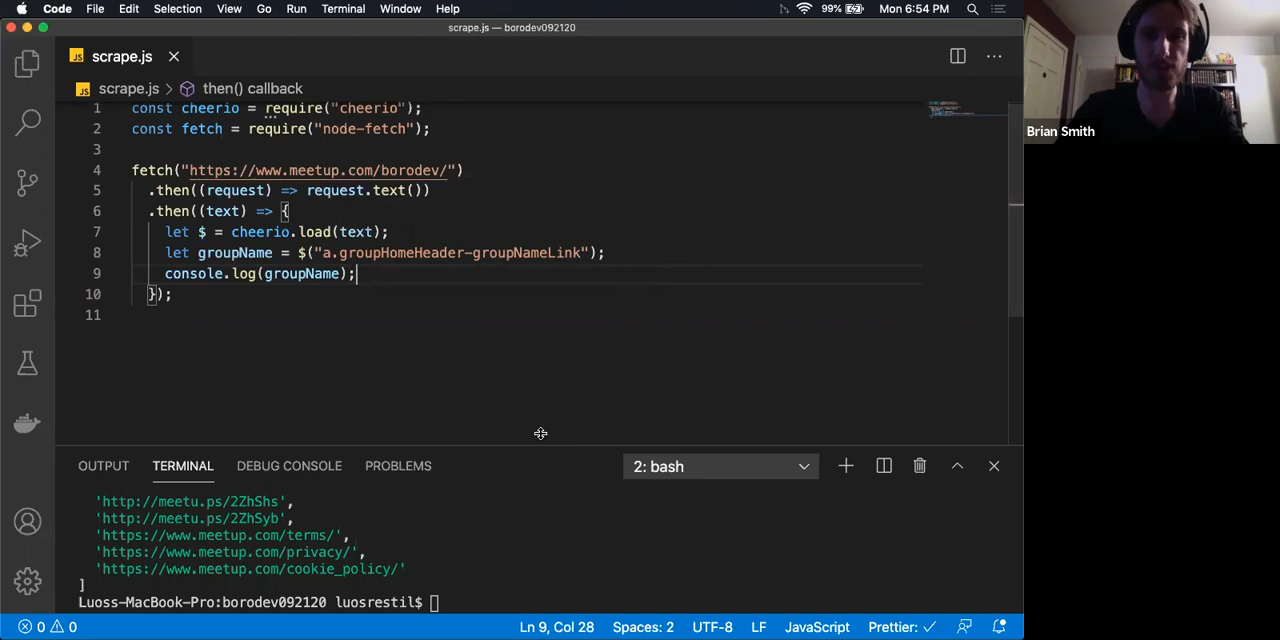 Code File Edit Selection View Go Run Terminal Window Help 99% Mon 6:54 PM
scrape.js — borodev092120
JS scrape.js
JS scrape.js > then() callback
1 const cheerio = require("cheerio");
2 const fetch = require("node-fetch");
3
4 fetch("https://www.meetup.com/borodev/")
5 .then((request) => request.text())
6 .then((text) => {
7 let $ = cheerio.load(text);
8 let groupName = $("a.groupHomeHeader-groupNameLink");
9 console.log(groupName);
10 });
11
Brian Smith
OUTPUT TERMINAL DEBUG CONSOLE PROBLEMS 2: bash
'http://meetu.ps/2ZhShs',
'http://meetu.ps/2ZhSyb',
'https://www.meetup.com/terms/',
'https://www.meetup.com/privacy/',
'https://www.meetup.com/cookie_policy/'
]
Luoss-MacBook-Pro:borodev092120 luosrestil$
0 0 Ln 9, Col 28 Spaces: 2 UTF-8 LF JavaScript Prettier: ✓